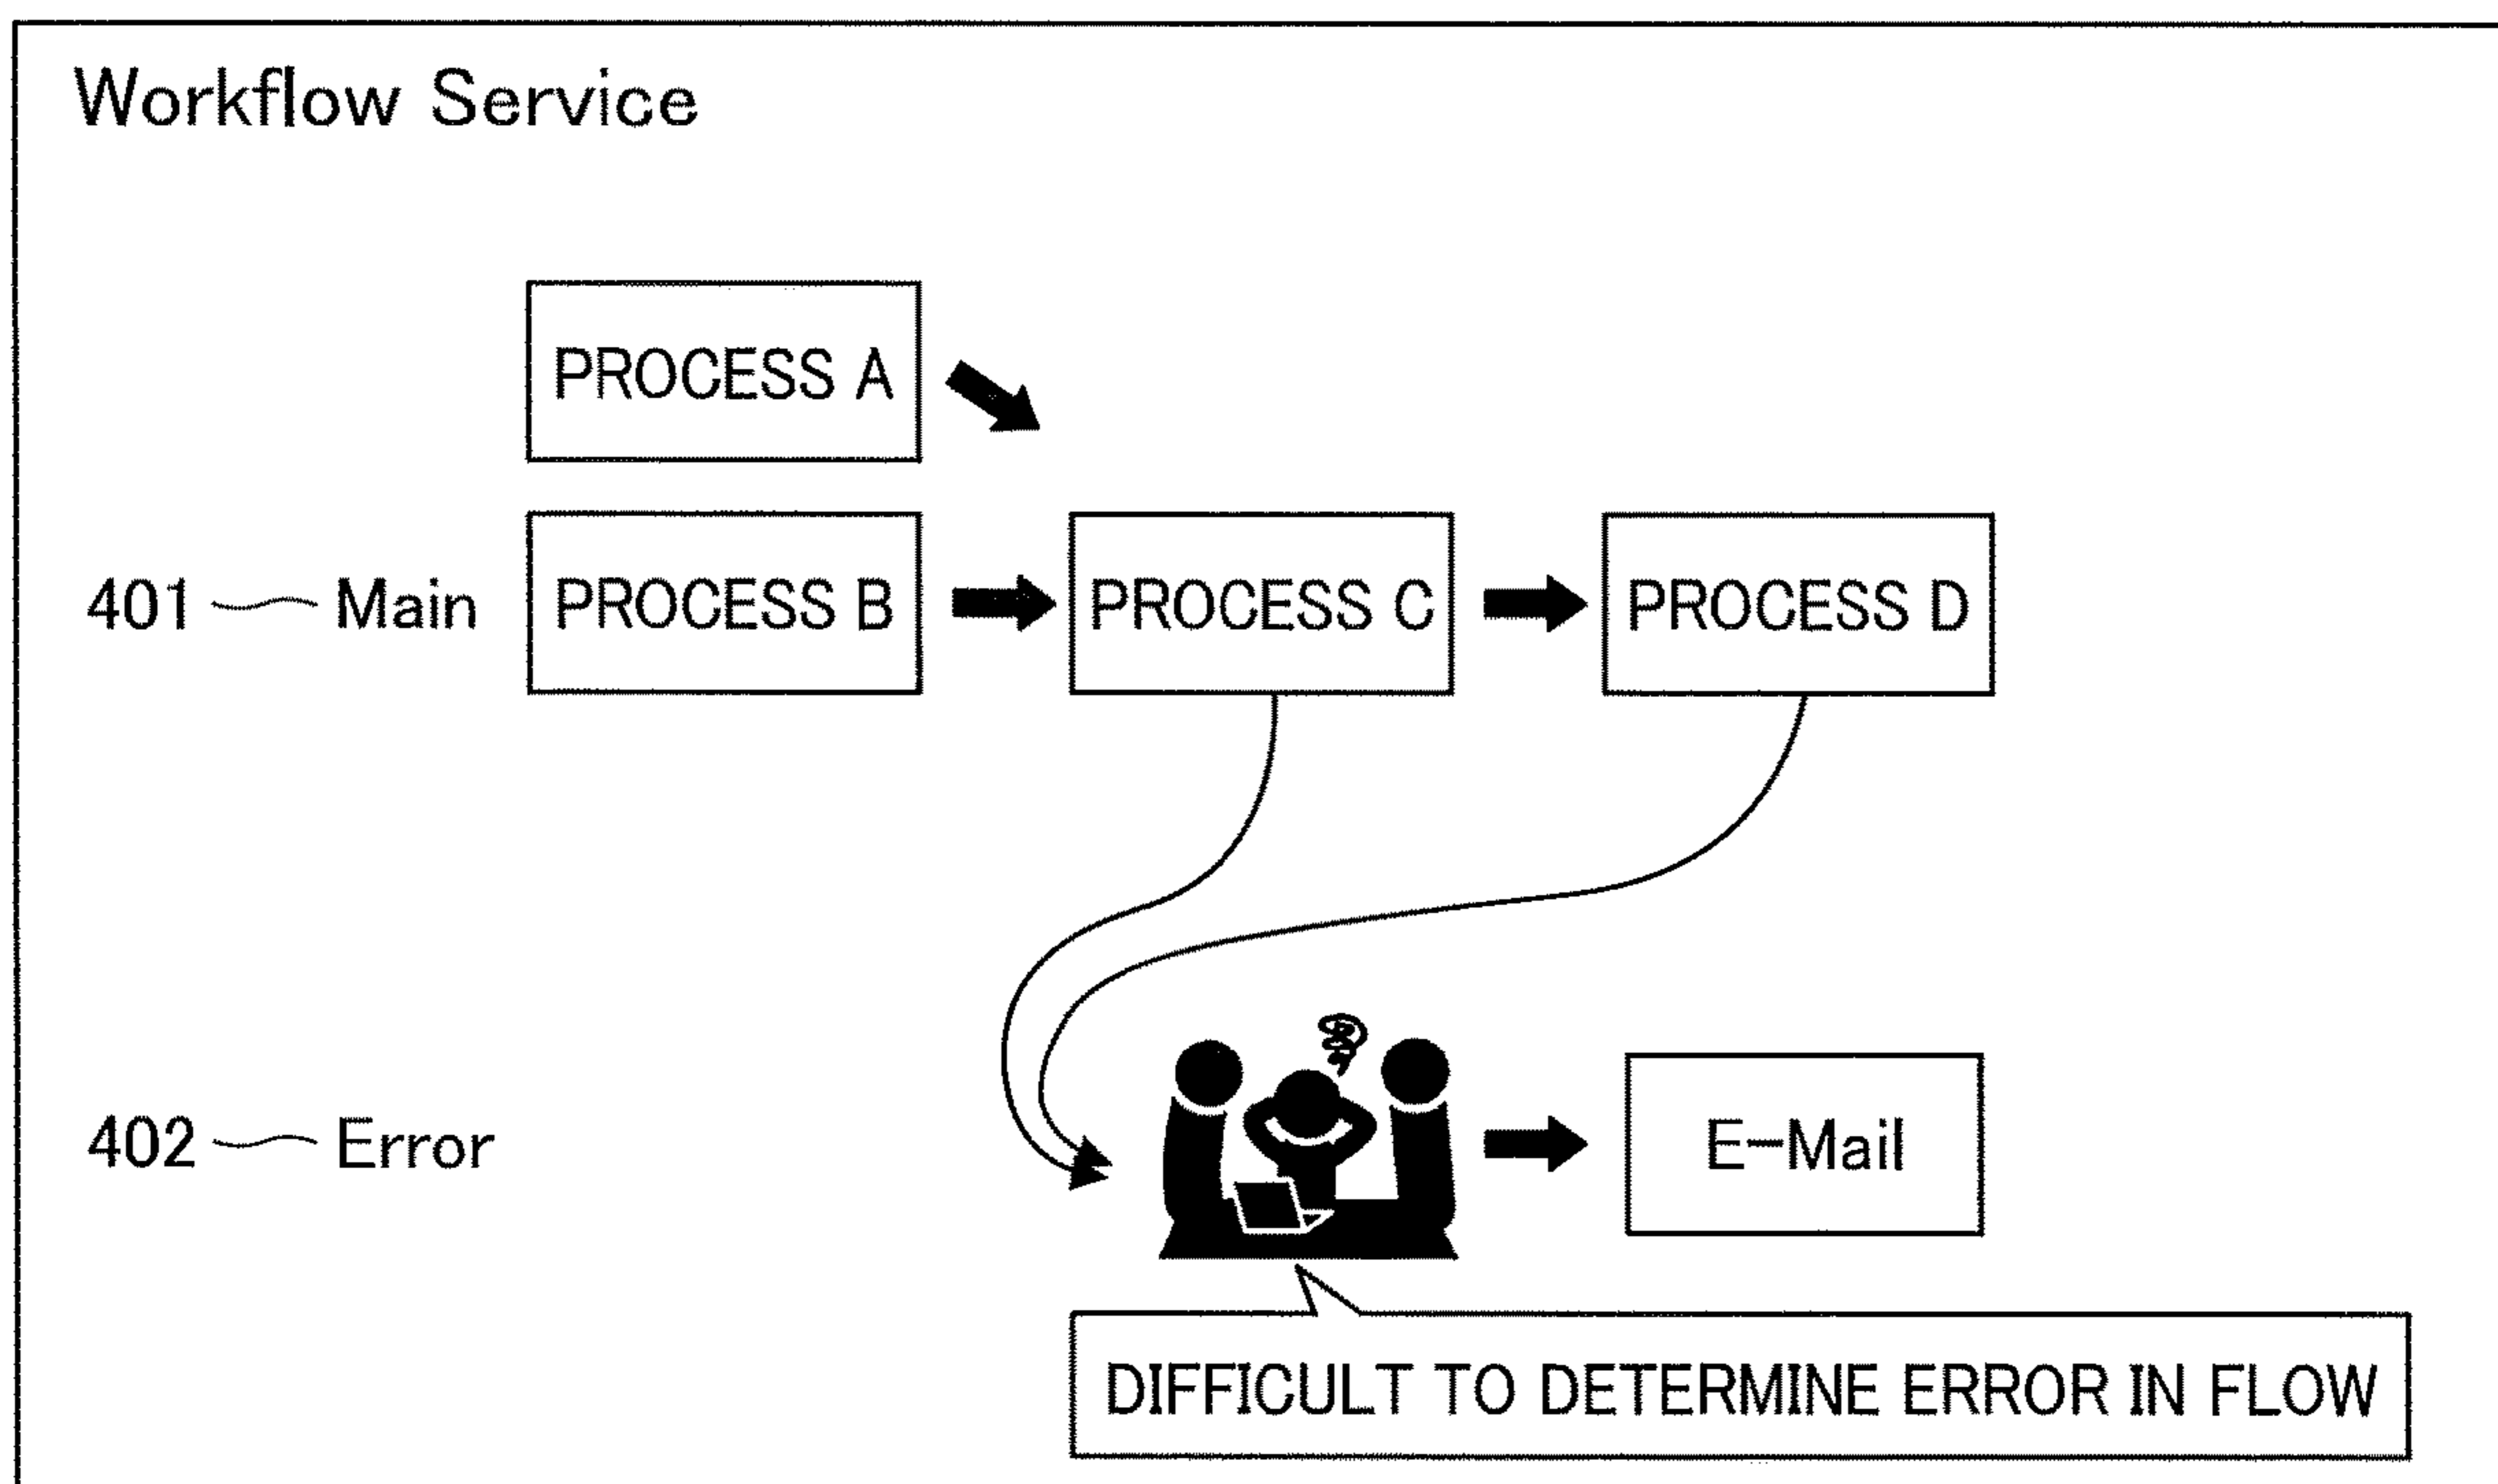 Workflow Service
PROCESS A
401 Main PROCESS B PROCESS C PROCESS D
402 Error E-Mail
DIFFICULT TO DETERMINE ERROR IN FLOW